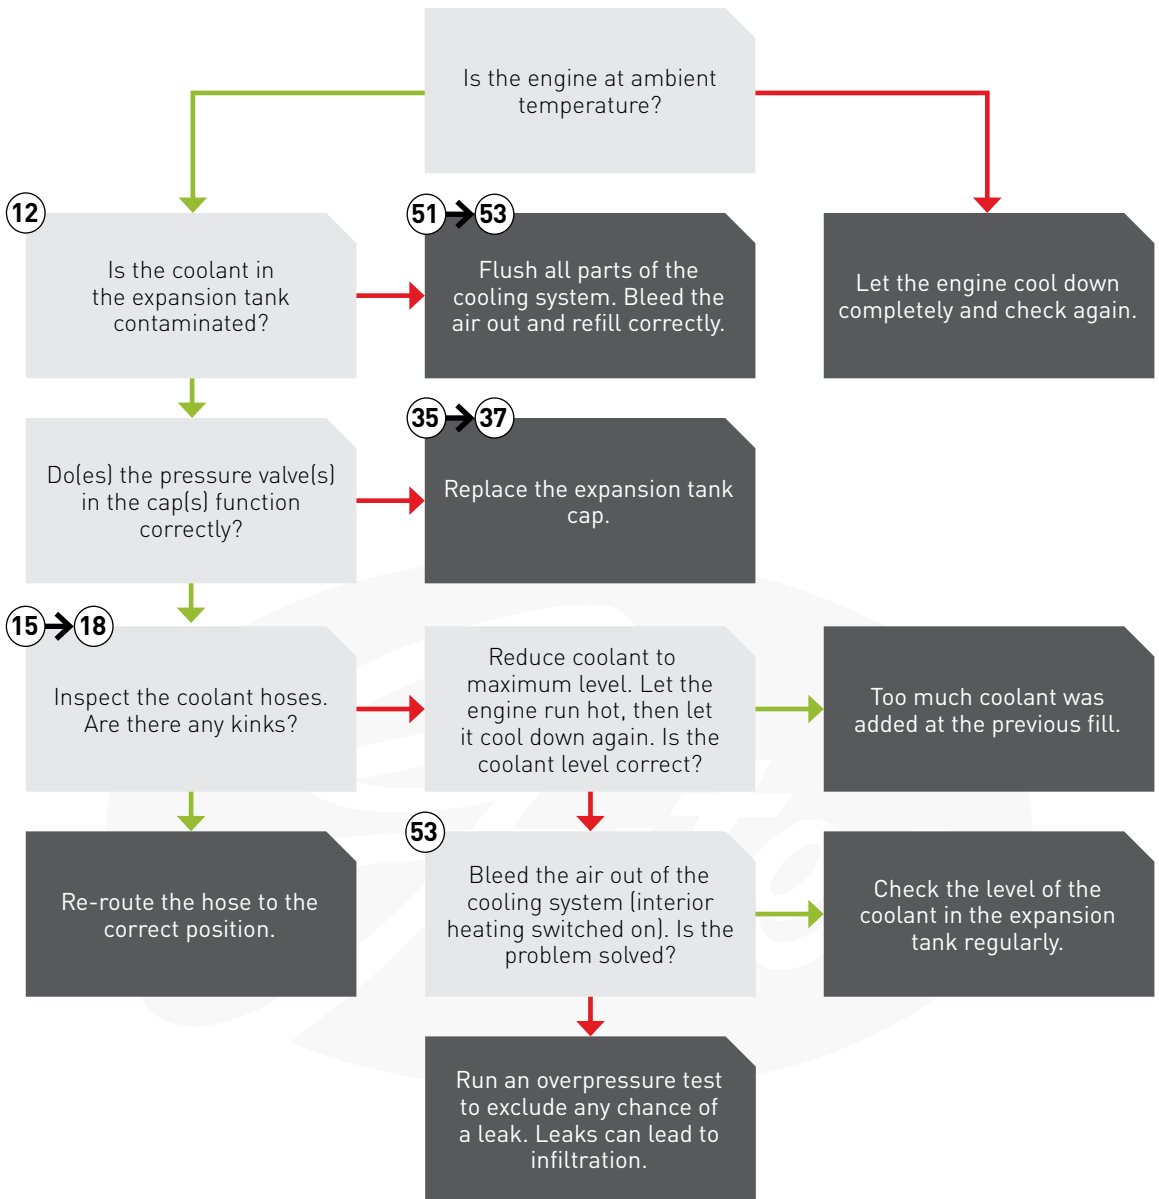 Is the engine at ambient
temperature?
12
Is the coolant in
the expansion tank
contaminated?
51 → 53
Flush all parts of the
cooling system. Bleed the
air out and refill correctly.
Let the engine cool down
completely and check again.
Do(es) the pressure valve(s)
in the cap(s) function
correctly?
35 → 37
Replace the expansion tank
cap.
15 → 18
Inspect the coolant hoses.
Are there any kinks?
Reduce coolant to
maximum level. Let the
engine run hot, then let
it cool down again. Is the
coolant level correct?
Too much coolant was
added at the previous fill.
Re-route the hose to the
correct position.
53
Bleed the air out of the
cooling system (interior
heating switched on). Is the
problem solved?
Check the level of the
coolant in the expansion
tank regularly.
Run an overpressure test
to exclude any chance of
a leak. Leaks can lead to
infiltration.